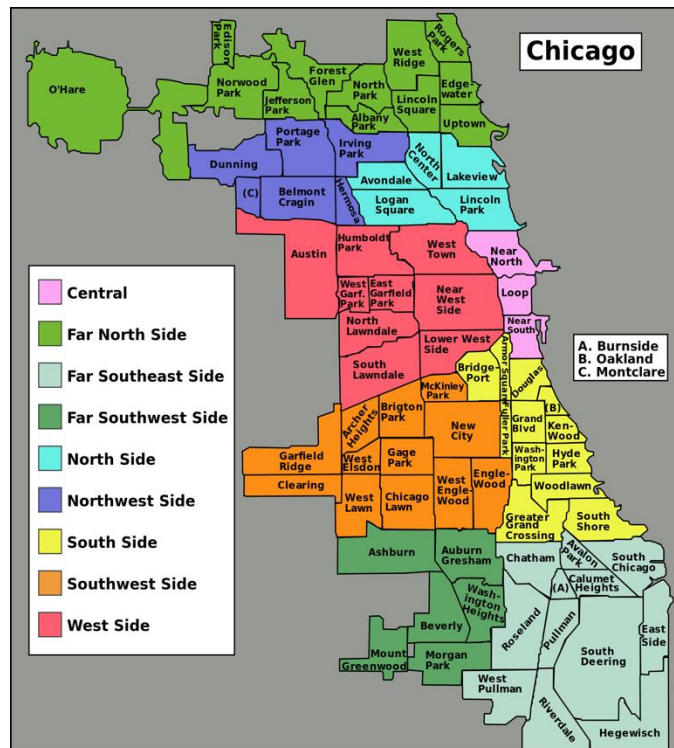 Chicago
O'Hare
Edison
Park
Norwood
Park
Jefferson
Park
Forest
Glen
North
Park
Albany
Park
West
Ridge
Rogers
Park
Lincoln
Square
Edge-
water
Uptown
Dunning
Portage
Park
Irving
Park
(C)
Belmont
Cragin
Hermosa
Avondale
North
Center
Lakeview
Logan
Square
Lincoln
Park
Austin
Humboldt
Park
West
Town
Near
North
West
Garf.
Park
East
Garfield
Park
Near
West
Side
Loop
North
Lawndale
Near
South
South
Lawndale
Lower West
Side
Central
Far North Side
Far Southeast Side
Far Southwest Side
North Side
Northwest Side
South Side
Southwest Side
West Side
A. Burnside
B. Oakland
C. Montclare
Bridge-
Port
Armor Square
Douglas
McKinley
Park
Fuller Park
Grand
Blvd
(B)
Ken-
Wood
Archer
Heights
Brigton
Park
New
City
Wash-
ington
Park
Hyde
Park
Garfield
Ridge
West
Elsdon
Gage
Park
West
Engle-
Wood
Engle-
Wood
Woodlawn
Clearing
West
Lawn
Chicago
Lawn
Greater
Grand
Crossing
South
Shore
Ashburn
Auburn
Gresham
Chatham
Avalon
Park
South
Chicago
Wash-
ington
Heights
(A)
Calumet
Heights
Beverly
Roseland
Pullman
South
Deering
East
Side
Mount
Greenwood
Morgan
Park
West
Pullman
Riverdale
Hegewisch